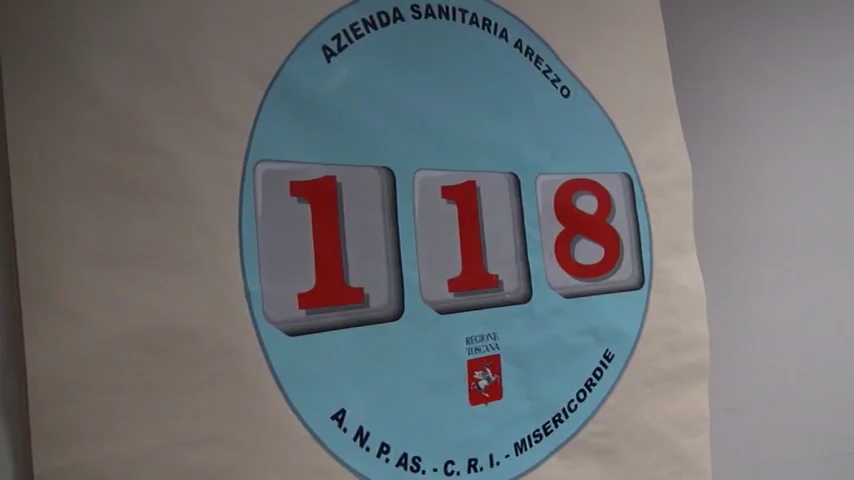 AZIENDA SANITARIA AREZZO
118
REGIONE
TOSCANA
A. N. P. AS. - C. R. I. - MISERICORDIE